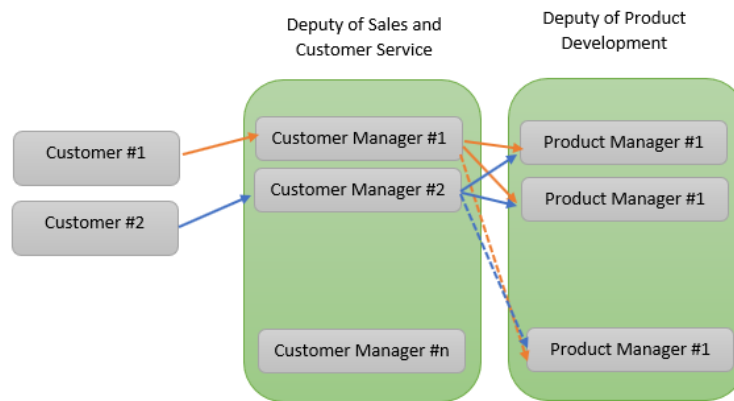 Deputy of Sales and
Customer Service
Deputy of Product
Development
Customer #1
Customer #2
Customer Manager #1
Customer Manager #2
Customer Manager #n
Product Manager #1
Product Manager #1
Product Manager #1